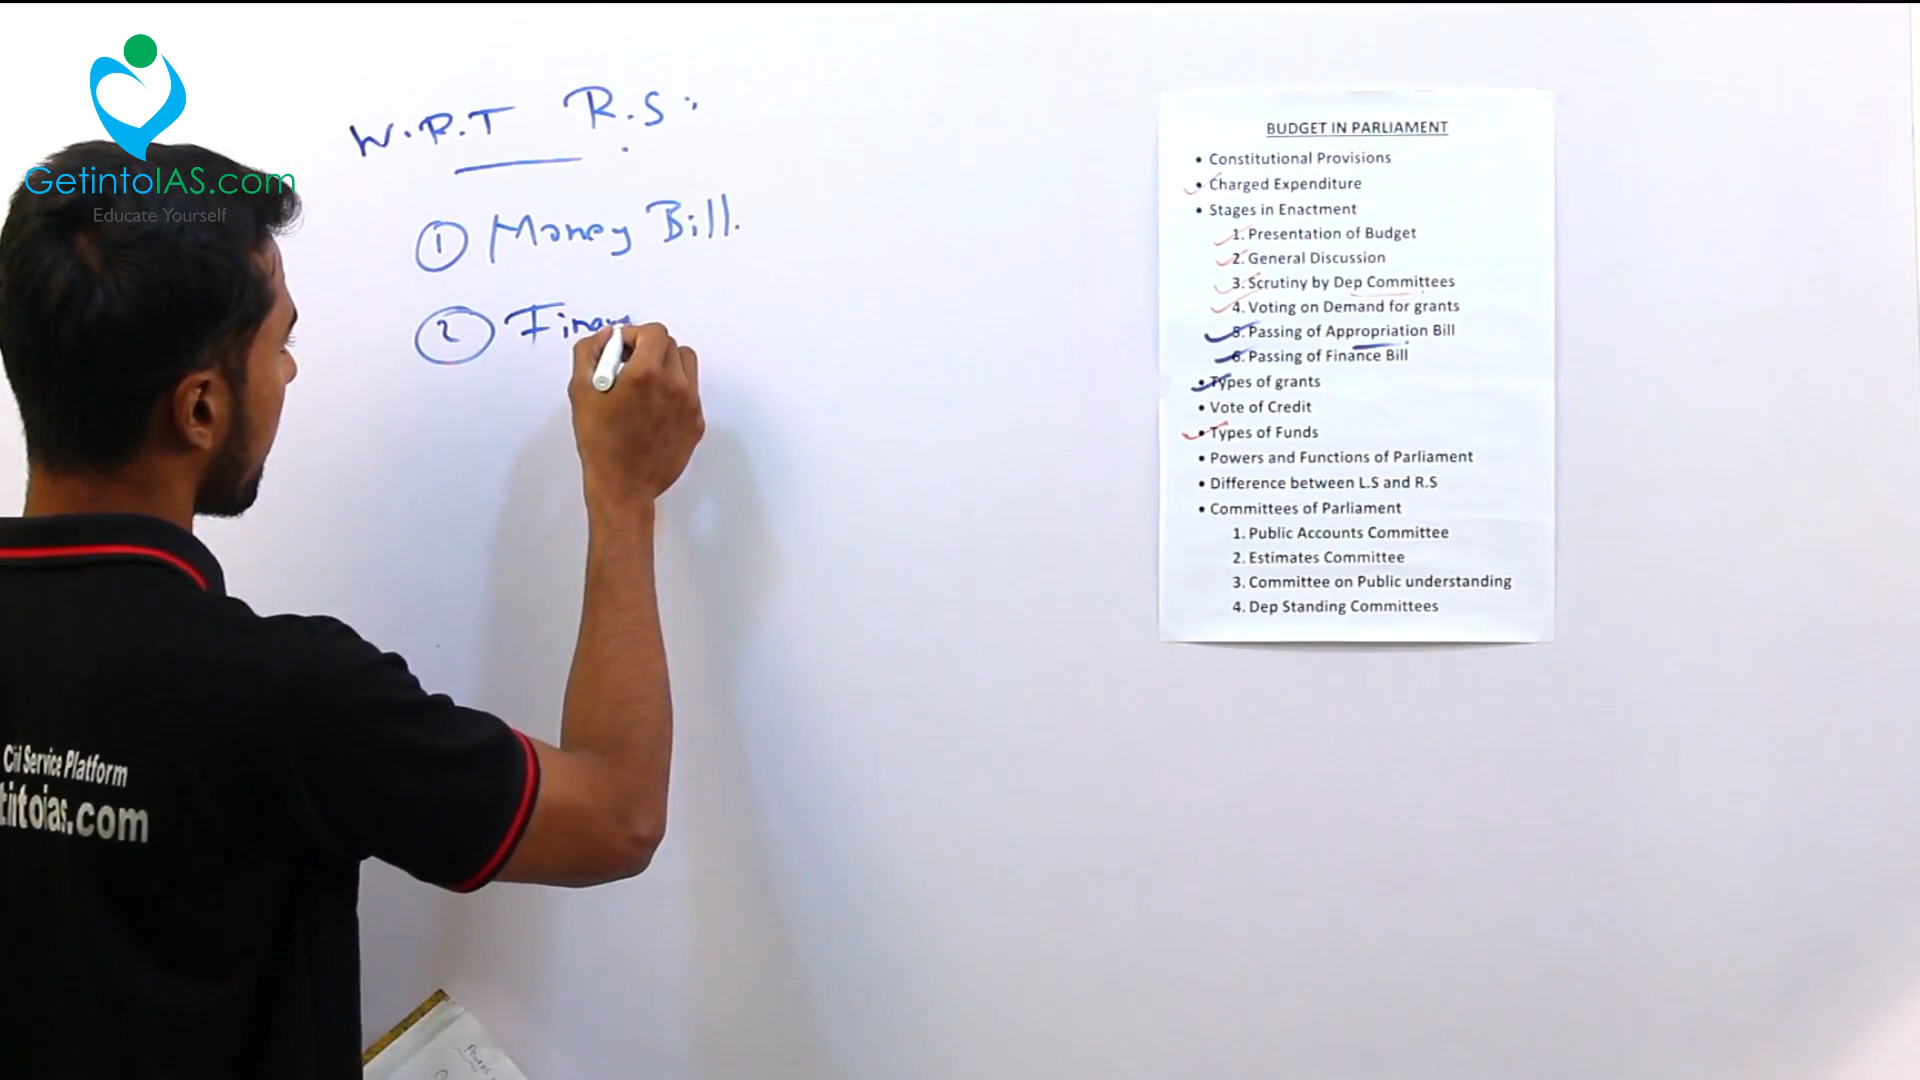 GetintoIAS.com
Educate Yourself
W.R.T R.S:
1 Money Bill.
2 Finan
BUDGET IN PARLIAMENT
• Constitutional Provisions
• Charged Expenditure
• Stages in Enactment
1. Presentation of Budget
2. General Discussion
3. Scrutiny by Dep Committees
4. Voting on Demand for grants
5. Passing of Appropriation Bill
6. Passing of Finance Bill
• Types of grants
• Vote of Credit
• Types of Funds
• Powers and Functions of Parliament
• Difference between L.S and R.S
• Committees of Parliament
1. Public Accounts Committee
2. Estimates Committee
3. Committee on Public understanding
4. Dep Standing Committees
Service Platform